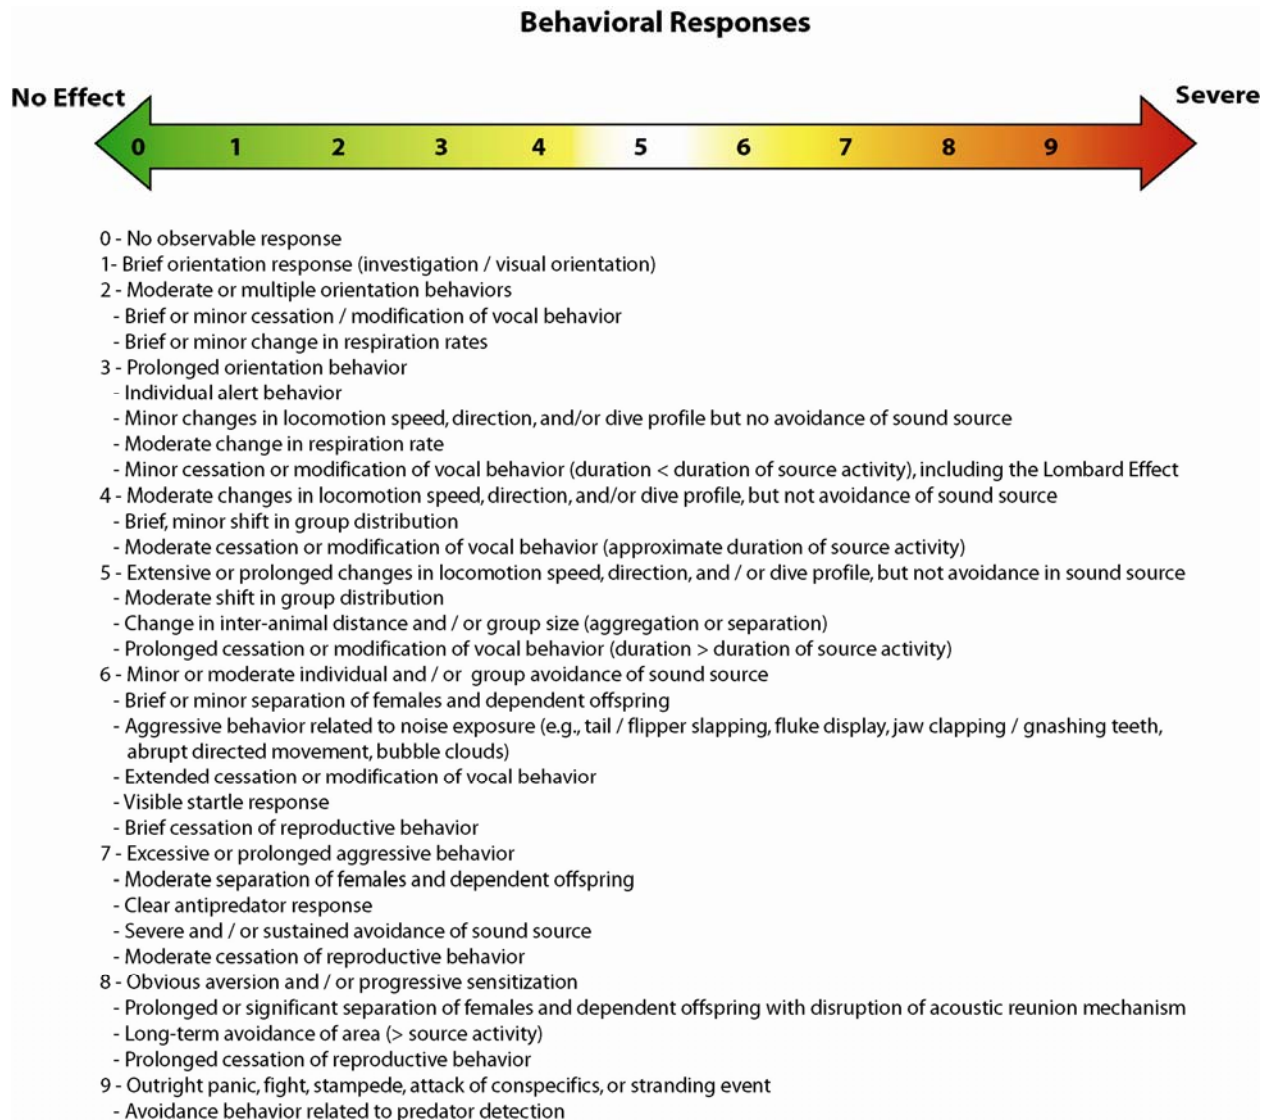 Behavioral Responses
No Effect
Severe
0 1 2 3 4 5 6 7 8 9
0 - No observable response
1- Brief orientation response (investigation / visual orientation)
2 - Moderate or multiple orientation behaviors
- Brief or minor cessation / modification of vocal behavior
- Brief or minor change in respiration rates
3 - Prolonged orientation behavior
- Individual alert behavior
- Minor changes in locomotion speed, direction, and/or dive profile but no avoidance of sound source
- Moderate change in respiration rate
- Minor cessation or modification of vocal behavior (duration < duration of source activity), including the Lombard Effect
4 - Moderate changes in locomotion speed, direction, and/or dive profile, but not avoidance of sound source
- Brief, minor shift in group distribution
- Moderate cessation or modification of vocal behavior (approximate duration of source activity)
5 - Extensive or prolonged changes in locomotion speed, direction, and / or dive profile, but not avoidance in sound source
- Moderate shift in group distribution
- Change in inter-animal distance and / or group size (aggregation or separation)
- Prolonged cessation or modification of vocal behavior (duration > duration of source activity)
6 - Minor or moderate individual and / or group avoidance of sound source
- Brief or minor separation of females and dependent offspring
- Aggressive behavior related to noise exposure (e.g., tail / flipper slapping, fluke display, jaw clapping / gnashing teeth,
abrupt directed movement, bubble clouds)
- Extended cessation or modification of vocal behavior
- Visible startle response
- Brief cessation of reproductive behavior
7 - Excessive or prolonged aggressive behavior
- Moderate separation of females and dependent offspring
- Clear antipredator response
- Severe and / or sustained avoidance of sound source
- Moderate cessation of reproductive behavior
8 - Obvious aversion and / or progressive sensitization
- Prolonged or significant separation of females and dependent offspring with disruption of acoustic reunion mechanism
- Long-term avoidance of area (> source activity)
- Prolonged cessation of reproductive behavior
9 - Outright panic, fight, stampede, attack of conspecifics, or stranding event
- Avoidance behavior related to predator detection